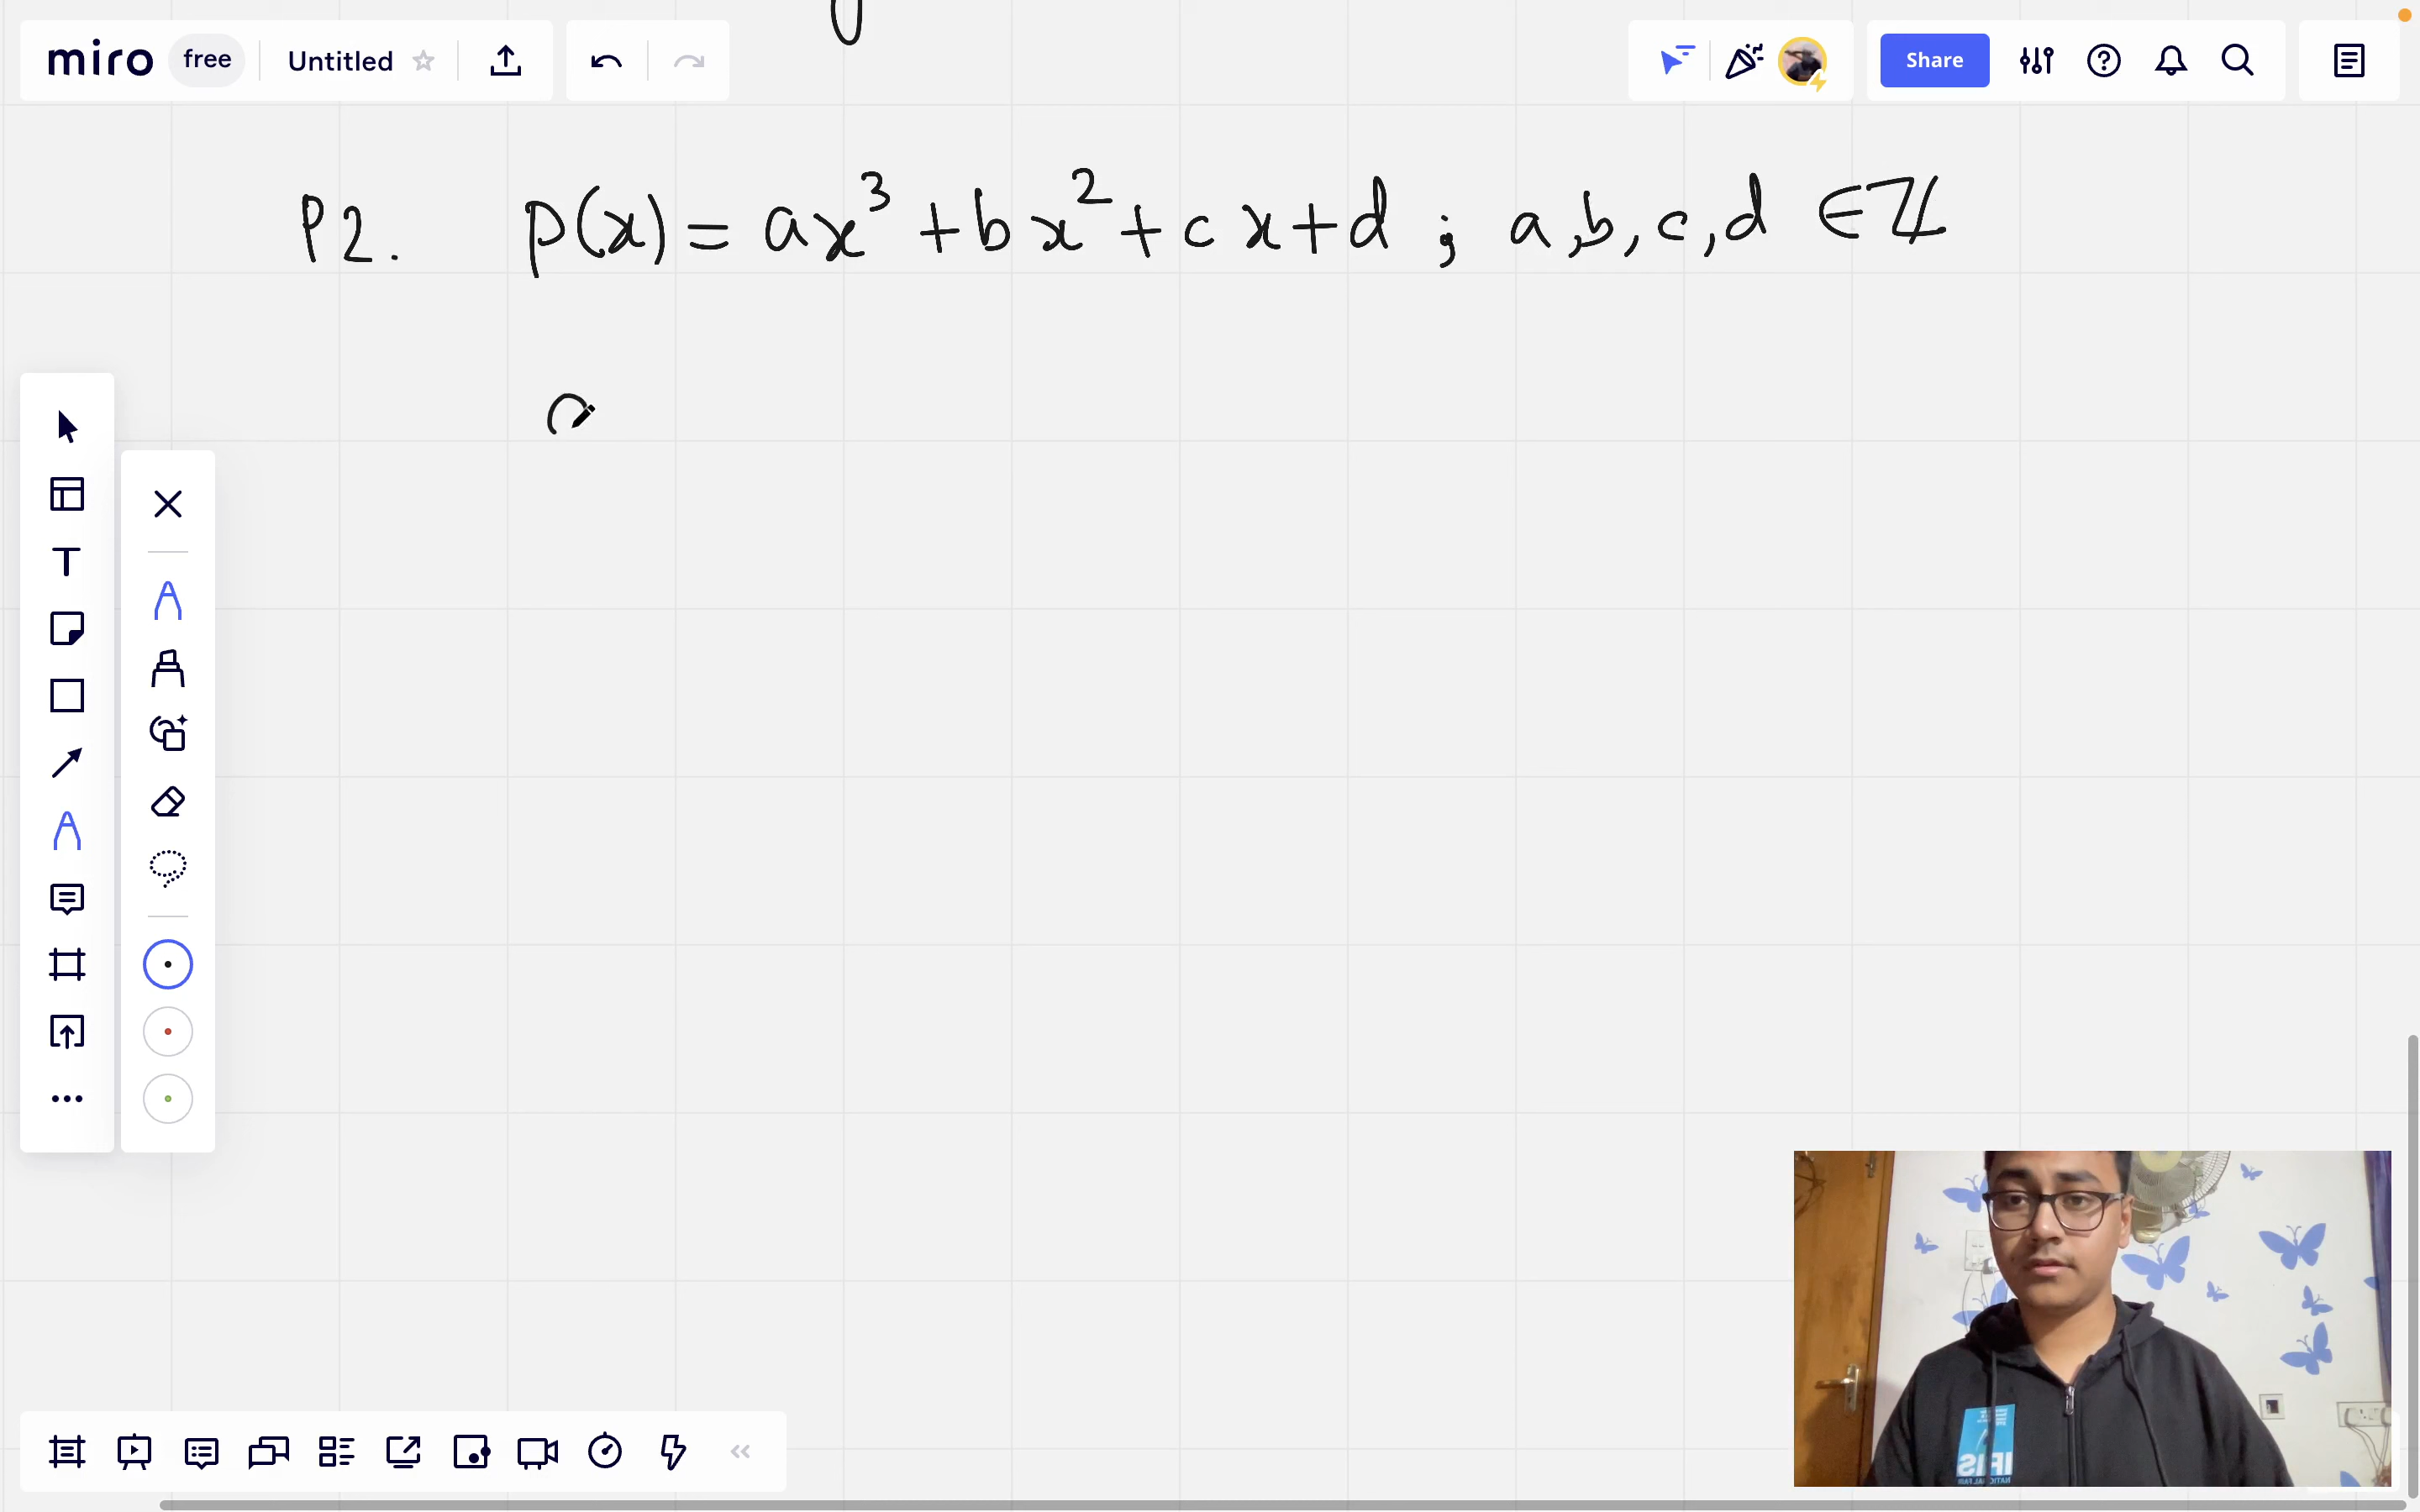 miro free Untitled Share
P2. p(x) = ax³ + bx² + cx + d ; a, b, c, d ∈ ℤ
T